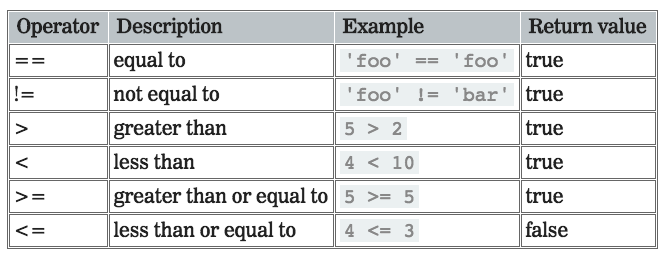 Operator Description Example Return value
== equal to 'foo' == 'foo' true
!= not equal to 'foo' != 'bar' true
> greater than 5 > 2 true
< less than 4 < 10 true
>= greater than or equal to 5 >= 5 true
<= less than or equal to 4 <= 3 false